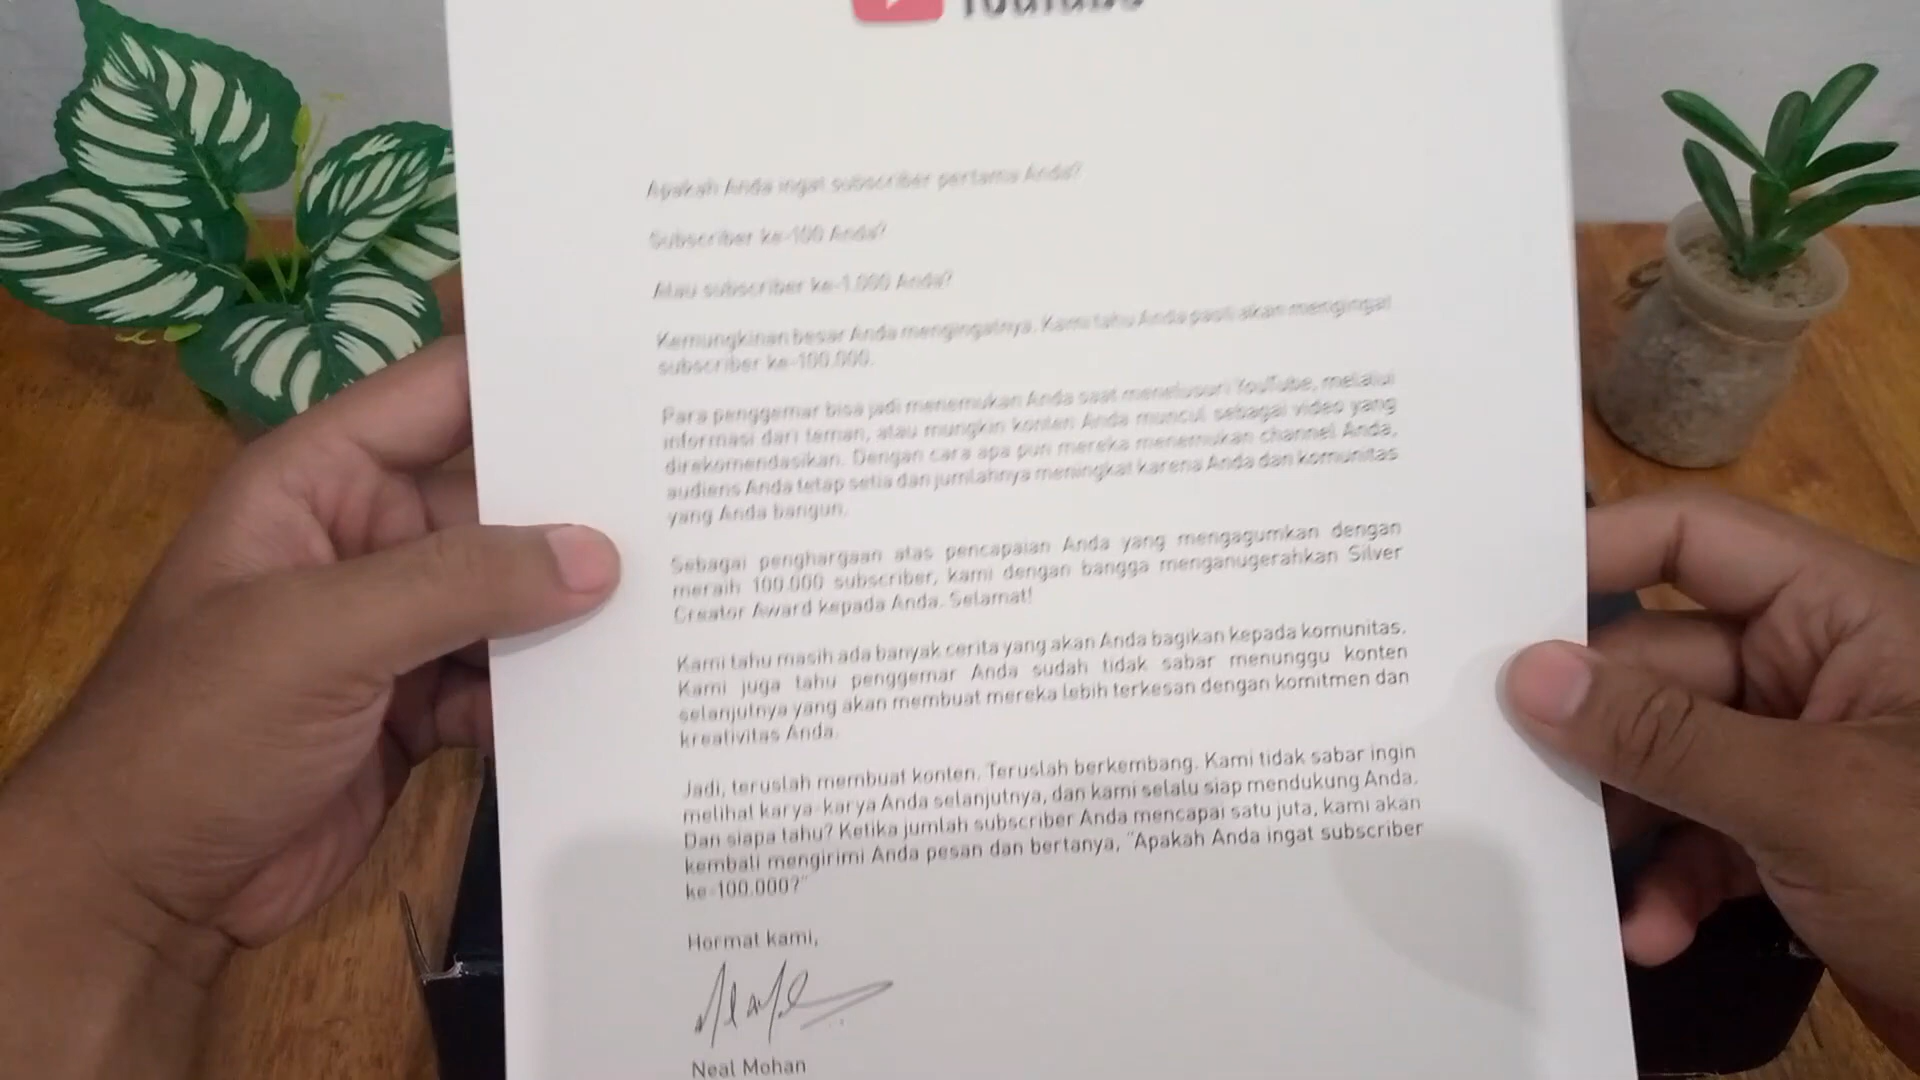 YouTube
Apakah Anda ingat subscriber pertama Anda?
Subscriber ke-100 Anda?
Atau subscriber ke-1.000 Anda?
Kemungkinan besar Anda mengingatnya. Kami tahu Anda pasti akan mengingat
subscriber ke-100.000.
Para penggemar bisa jadi menemukan Anda saat menelusuri YouTube, melalui
informasi dari teman, atau mungkin konten Anda muncul sebagai video yang
direkomendasikan. Dengan cara apa pun mereka menemukan channel Anda,
audiens Anda tetap setia dan jumlahnya meningkat karena Anda dan komunitas
yang Anda bangun.
Sebagai penghargaan atas pencapaian Anda yang mengagumkan dengan
meraih 100.000 subscriber, kami dengan bangga menganugerahkan Silver
Creator Award kepada Anda. Selamat!
Kami tahu masih ada banyak cerita yang akan Anda bagikan kepada komunitas.
Kami juga tahu penggemar Anda sudah tidak sabar menunggu konten
selanjutnya yang akan membuat mereka lebih terkesan dengan komitmen dan
kreativitas Anda.
Jadi, teruslah membuat konten. Teruslah berkembang. Kami tidak sabar ingin
melihat karya-karya Anda selanjutnya, dan kami selalu siap mendukung Anda.
Dan siapa tahu? Ketika jumlah subscriber Anda mencapai satu juta, kami akan
kembali mengirimi Anda pesan dan bertanya, "Apakah Anda ingat subscriber
ke-100.000?"
Hormat kami,
Neal Mohan